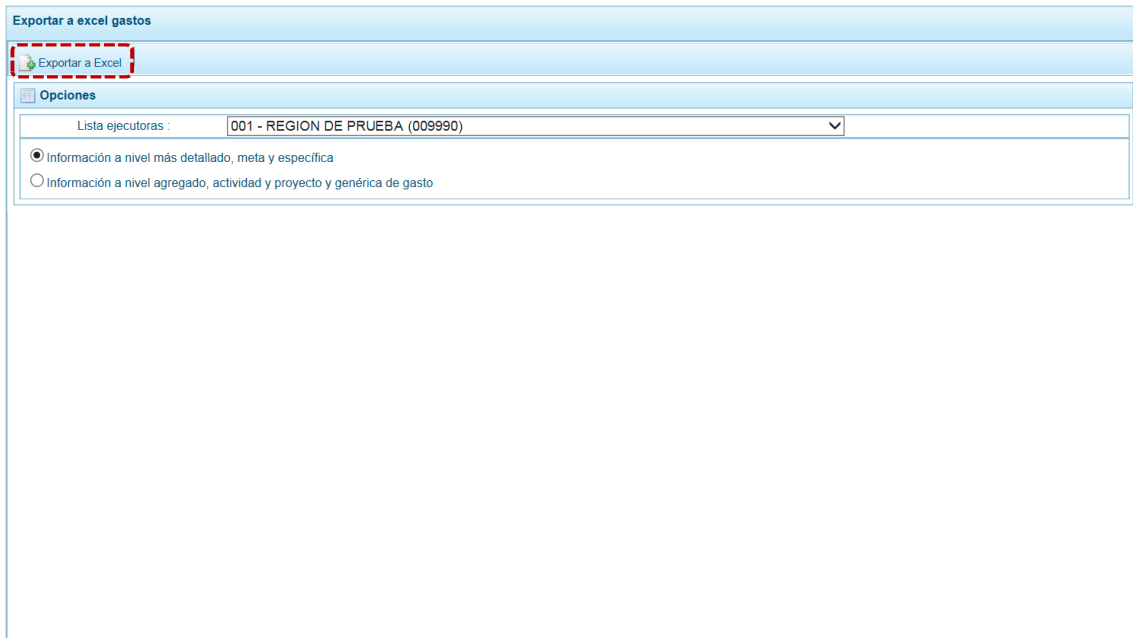 Exportar a excel gastos
Exportar a Excel
Opciones
Lista ejecutoras : 001 - REGION DE PRUEBA (009990)
Información a nivel más detallado, meta y específica
Información a nivel agregado, actividad y proyecto y genérica de gasto